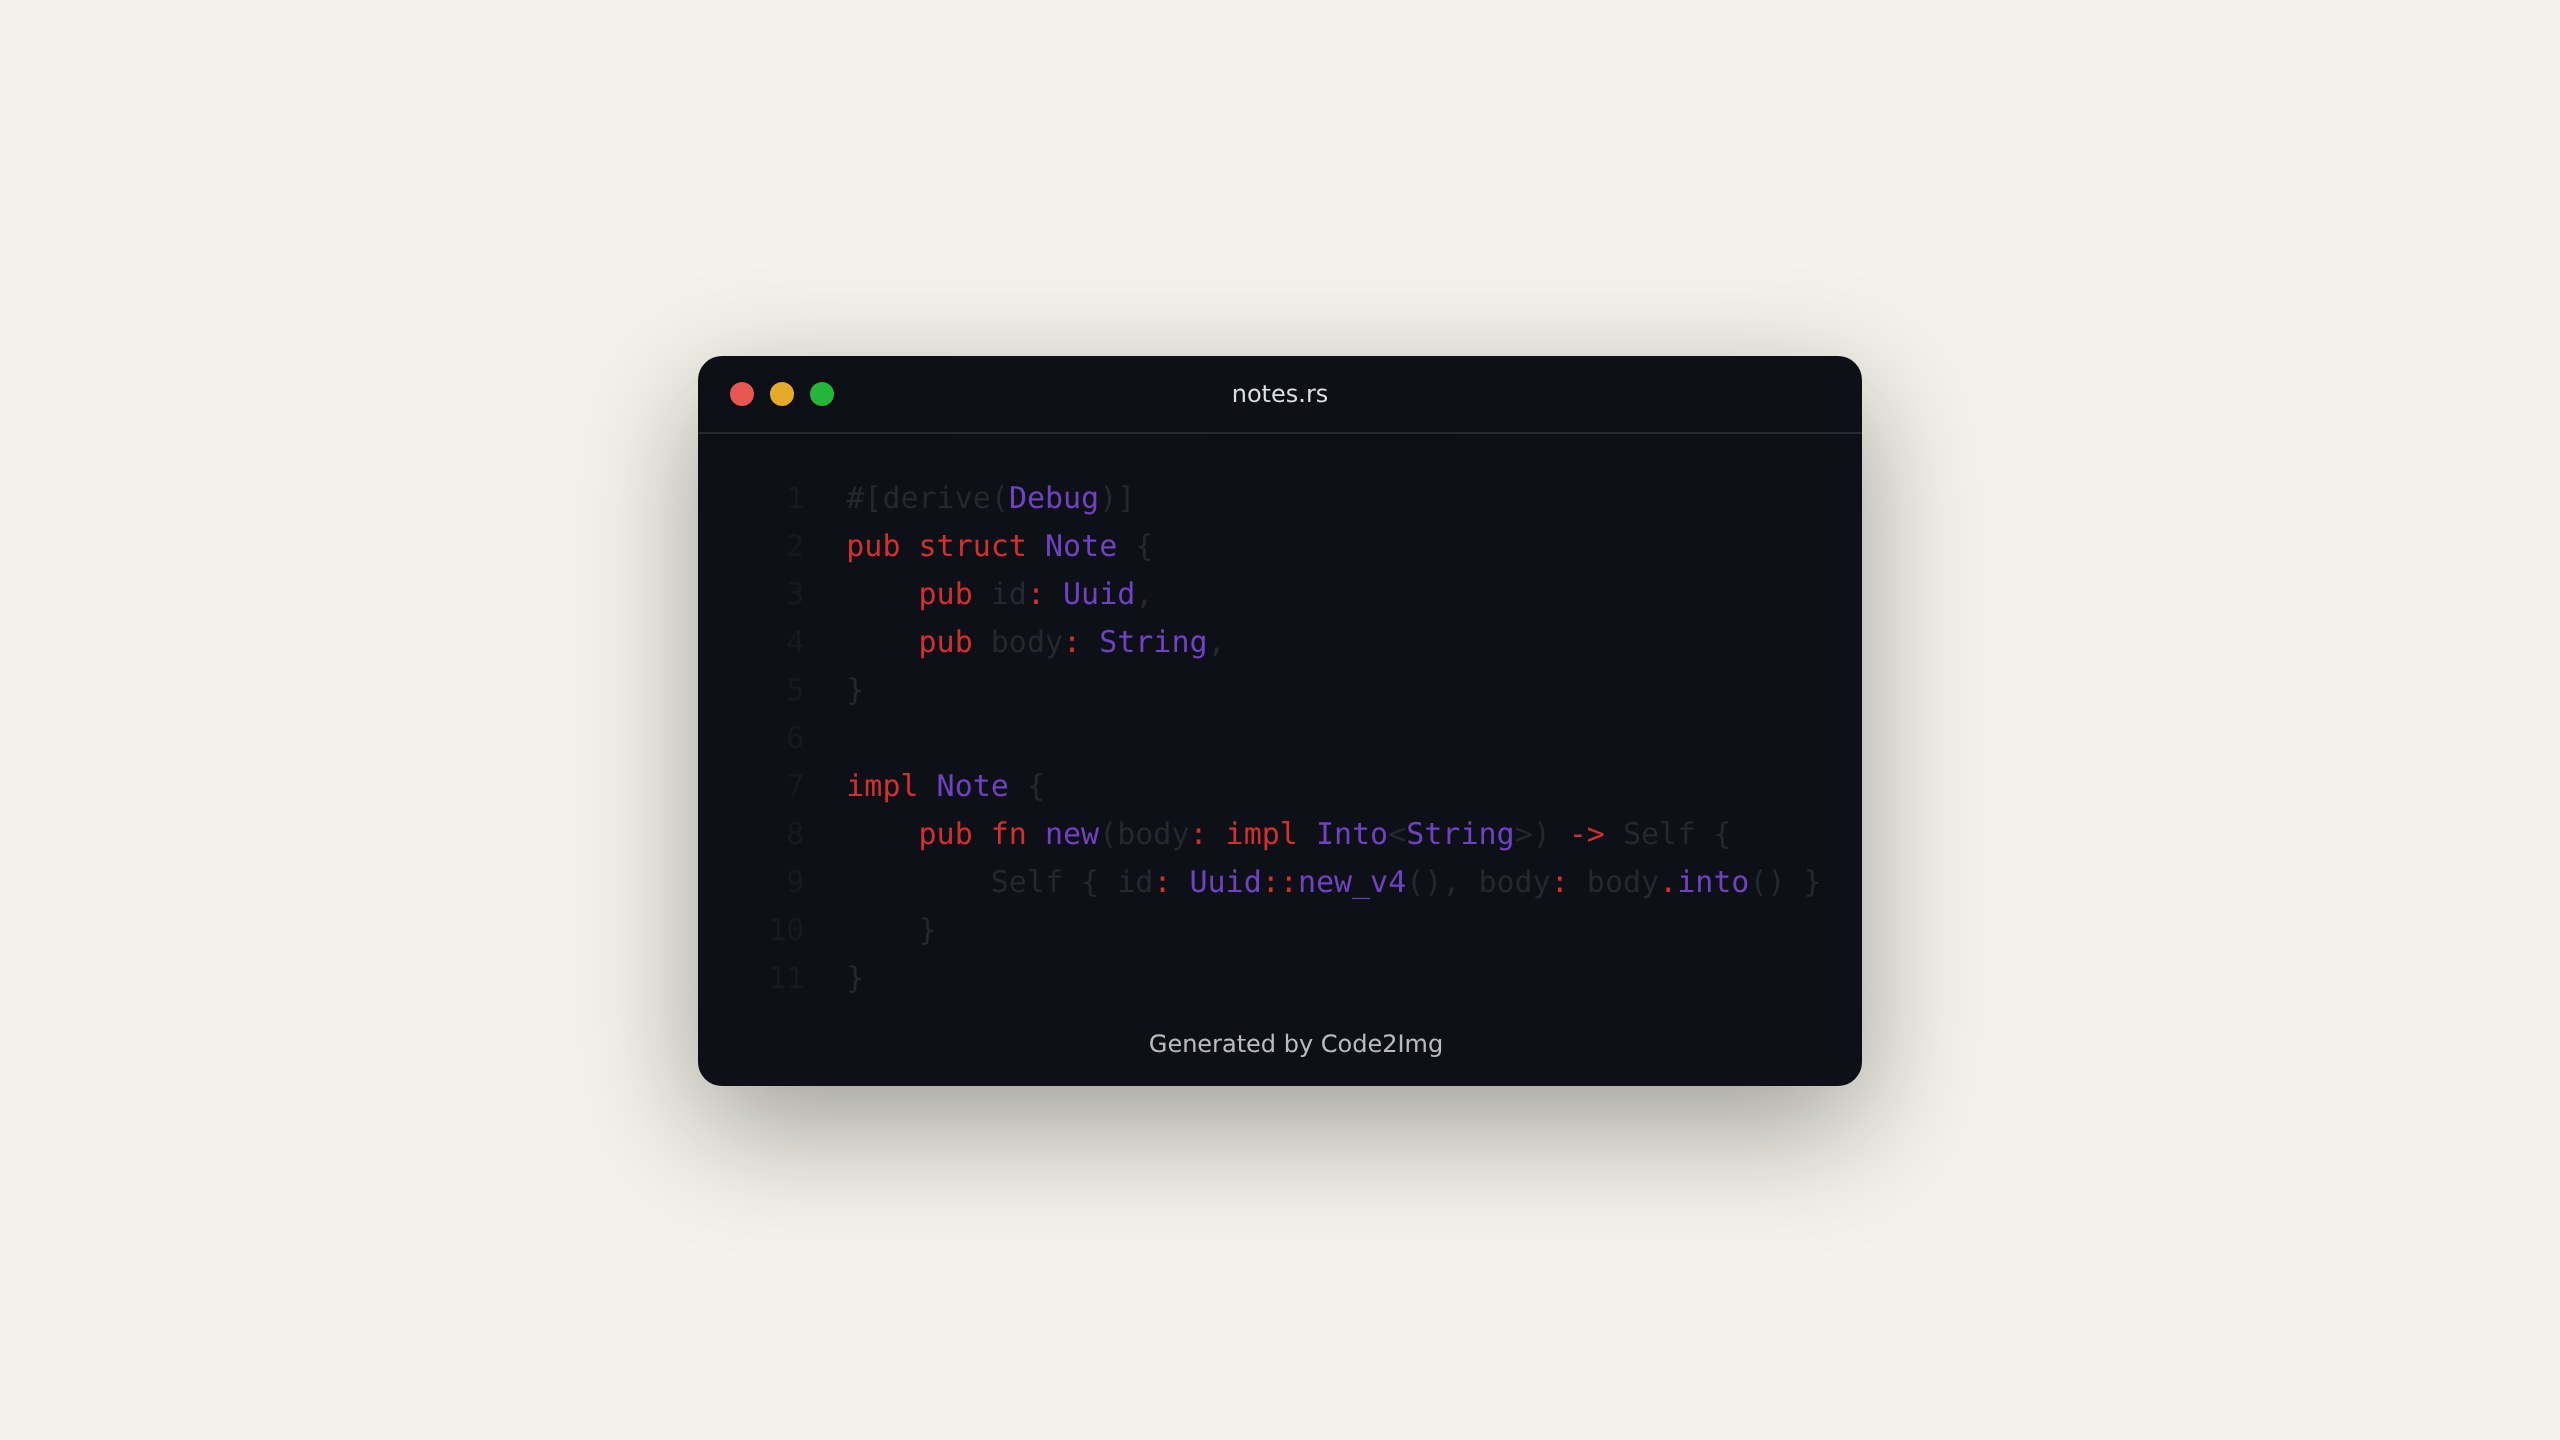 notes.rs
1 #[derive(Debug)]
2 pub struct Note {
3     pub id: Uuid,
4     pub body: String,
5 }
6
7 impl Note {
8     pub fn new(body: impl Into<String>) -> Self {
9         Self { id: Uuid::new_v4(), body: body.into() }
10     }
11 }
Generated by Code2Img